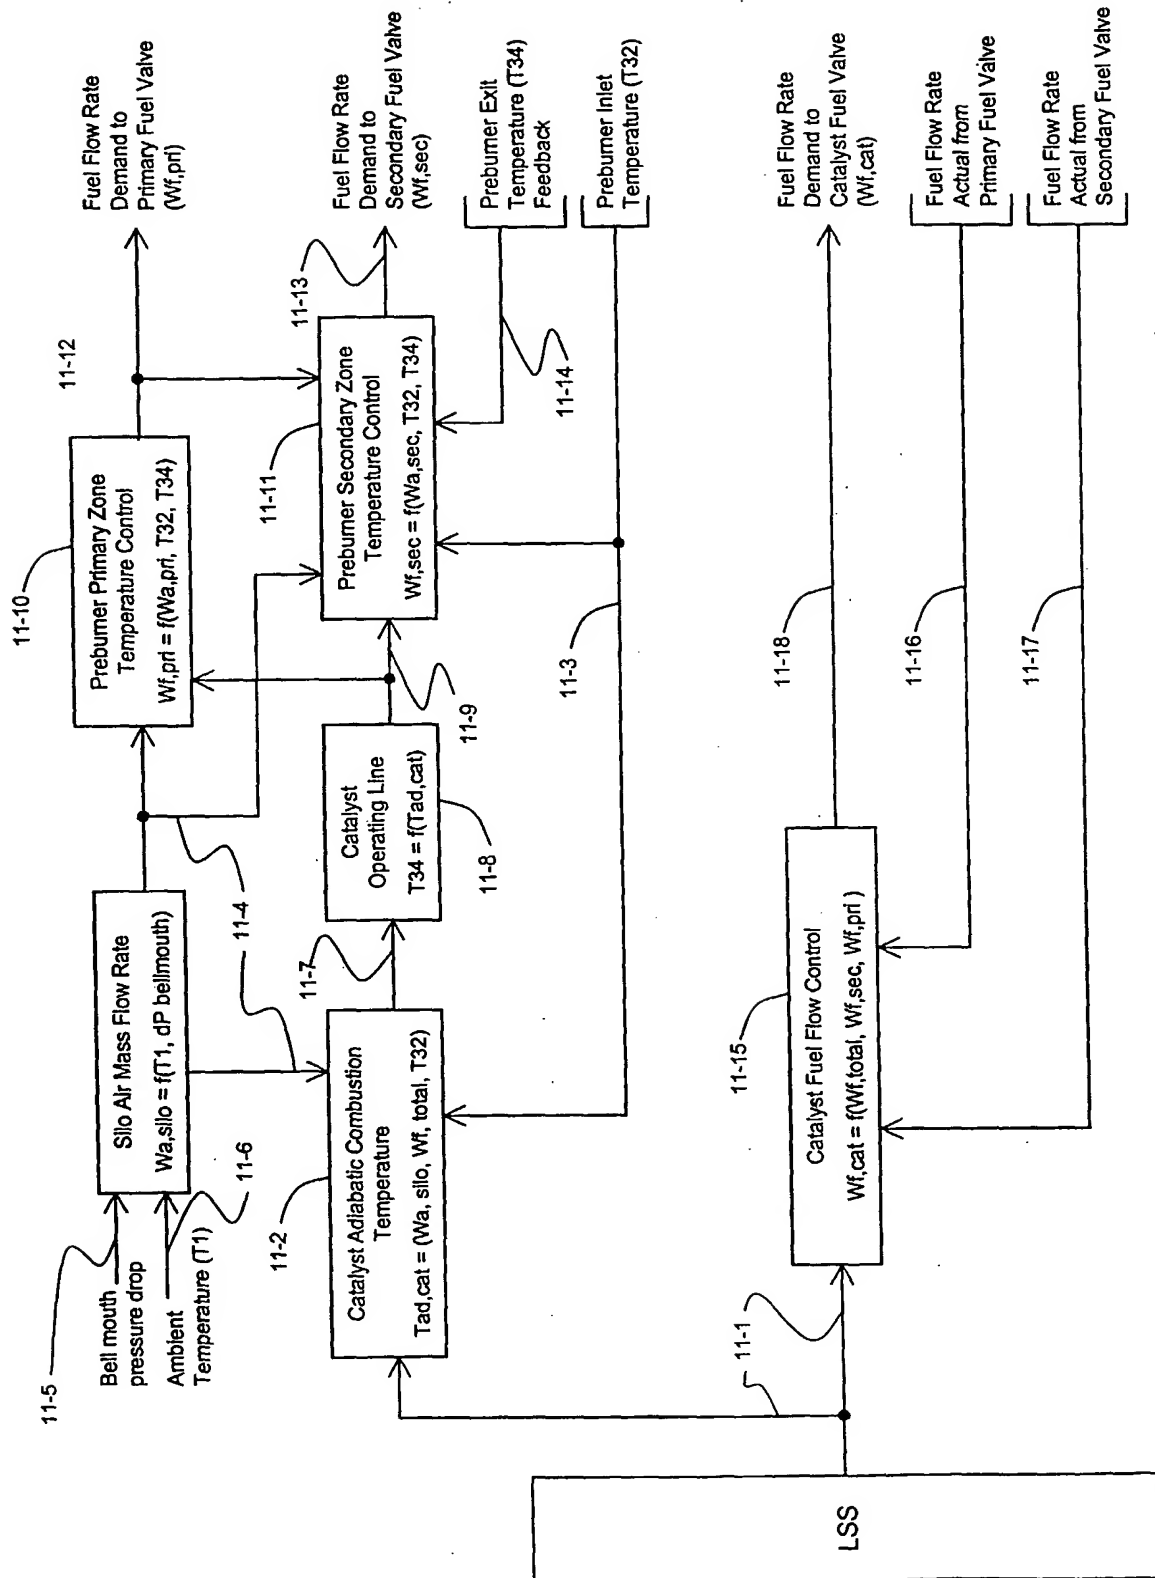 11-5
Bell mouth
pressure drop
Ambient
Temperature (T1)
11-6
Silo Air Mass Flow Rate
Wa,silo = f(T1, dP bellmouth)
11-4
11-10
Preburner Primary Zone
Temperature Control
Wf,pri = f(Wa,pri, T32, T34)
11-12
Fuel Flow Rate
Demand to
Primary Fuel Valve
(Wf,pri)
11-2
Catalyst Adiabatic Combustion
Temperature
Tad,cat = (Wa, silo, Wf, total, T32)
11-7
Catalyst
Operating Line
T34 = f(Tad,cat)
11-8
11-9
11-11
Preburner Secondary Zone
Temperature Control
Wf,sec = f(Wa,sec, T32, T34)
11-13
Fuel Flow Rate
Demand to
Secondary Fuel Valve
(Wf,sec)
11-14
Preburner Exit
Temperature (T34)
Feedback
11-3
Preburner Inlet
Temperature (T32)
LSS
11-1
11-15
Catalyst Fuel Flow Control
Wf,cat = f(Wf,total, Wf,sec, Wf,pri )
11-18
Fuel Flow Rate
Demand to
Catalyst Fuel Valve
(Wf,cat)
11-16
Fuel Flow Rate
Actual from
Primary Fuel Valve
11-17
Fuel Flow Rate
Actual from
Secondary Fuel Valve